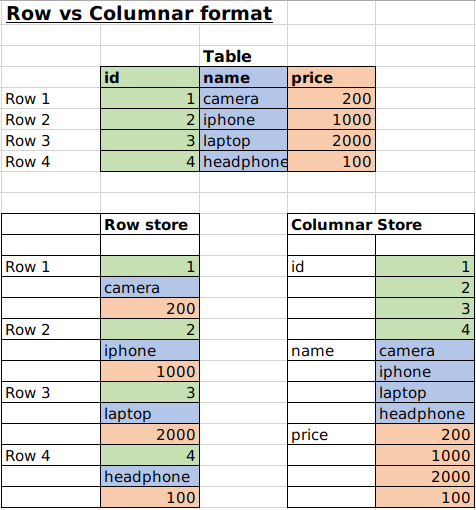 Row vs Columnar format
Table
id name price
Row 1 1 camera 200
Row 2 2 iphone 1000
Row 3 3 laptop 2000
Row 4 4 headphone 100
Row store Columnar Store
Row 1 1 id 1
camera 2
200 3
Row 2 2 4
iphone name camera
1000 iphone
Row 3 3 laptop
laptop headphone
2000 price 200
Row 4 4 1000
headphone 2000
100 100